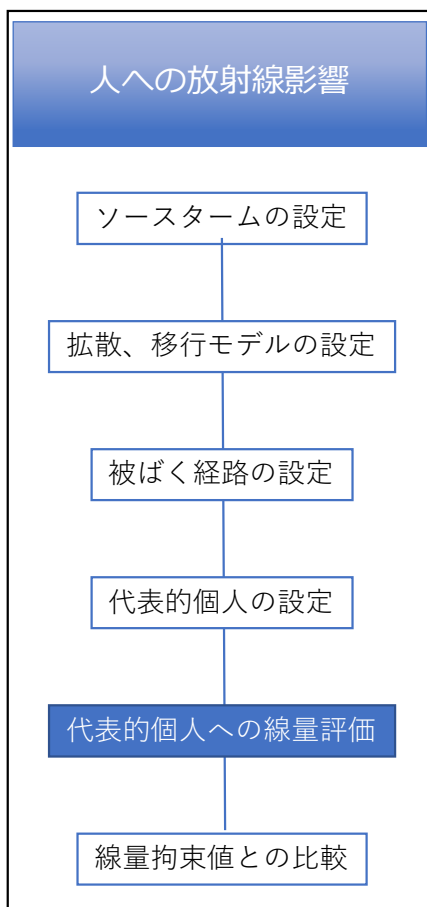 人への放射線影響
ソースタームの設定
拡散、移行モデルの設定
被ばく経路の設定
代表的個人の設定
代表的個人への線量評価
線量拘束値との比較